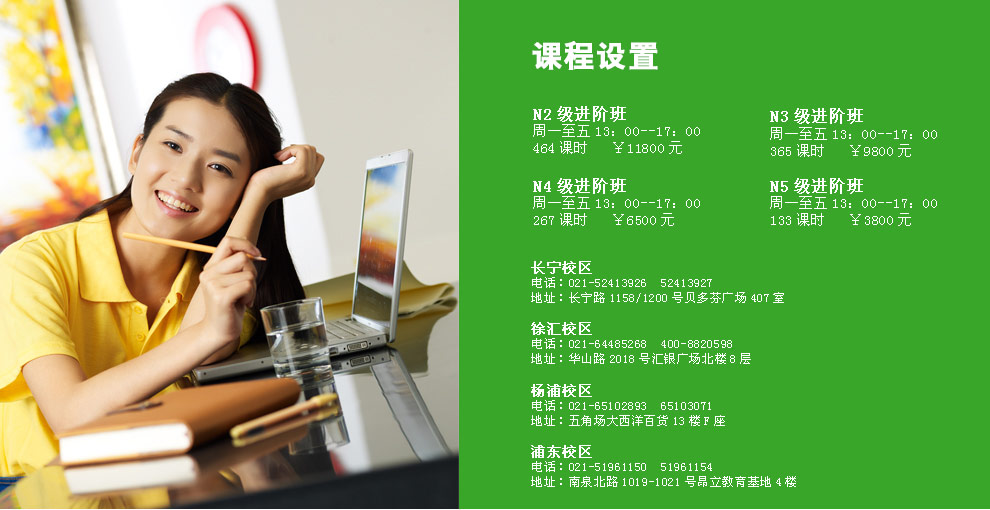 课程设置
N2 级进阶班
周一至五 13：00--17：00
464 课时 ￥11800 元
N3 级进阶班
周一至五 13：00--17：00
365 课时 ￥9800 元
N4 级进阶班
周一至五 13：00--17：00
267 课时 ￥6500 元
N5 级进阶班
周一至五 13：00--17：00
133 课时 ￥3800 元
长宁校区
电话：021-52413926 52413927
地址：长宁路 1158/1200 号贝多芬广场 407 室
徐汇校区
电话：021-64485268 400-8820598
地址：华山路 2018 号汇银广场北楼 8 层
杨浦校区
电话：021-65102893 65103071
地址：五角场大西洋百货 13 楼 F 座
浦东校区
电话：021-51961150 51961154
地址：南泉北路 1019-1021 号昂立教育基地 4 楼